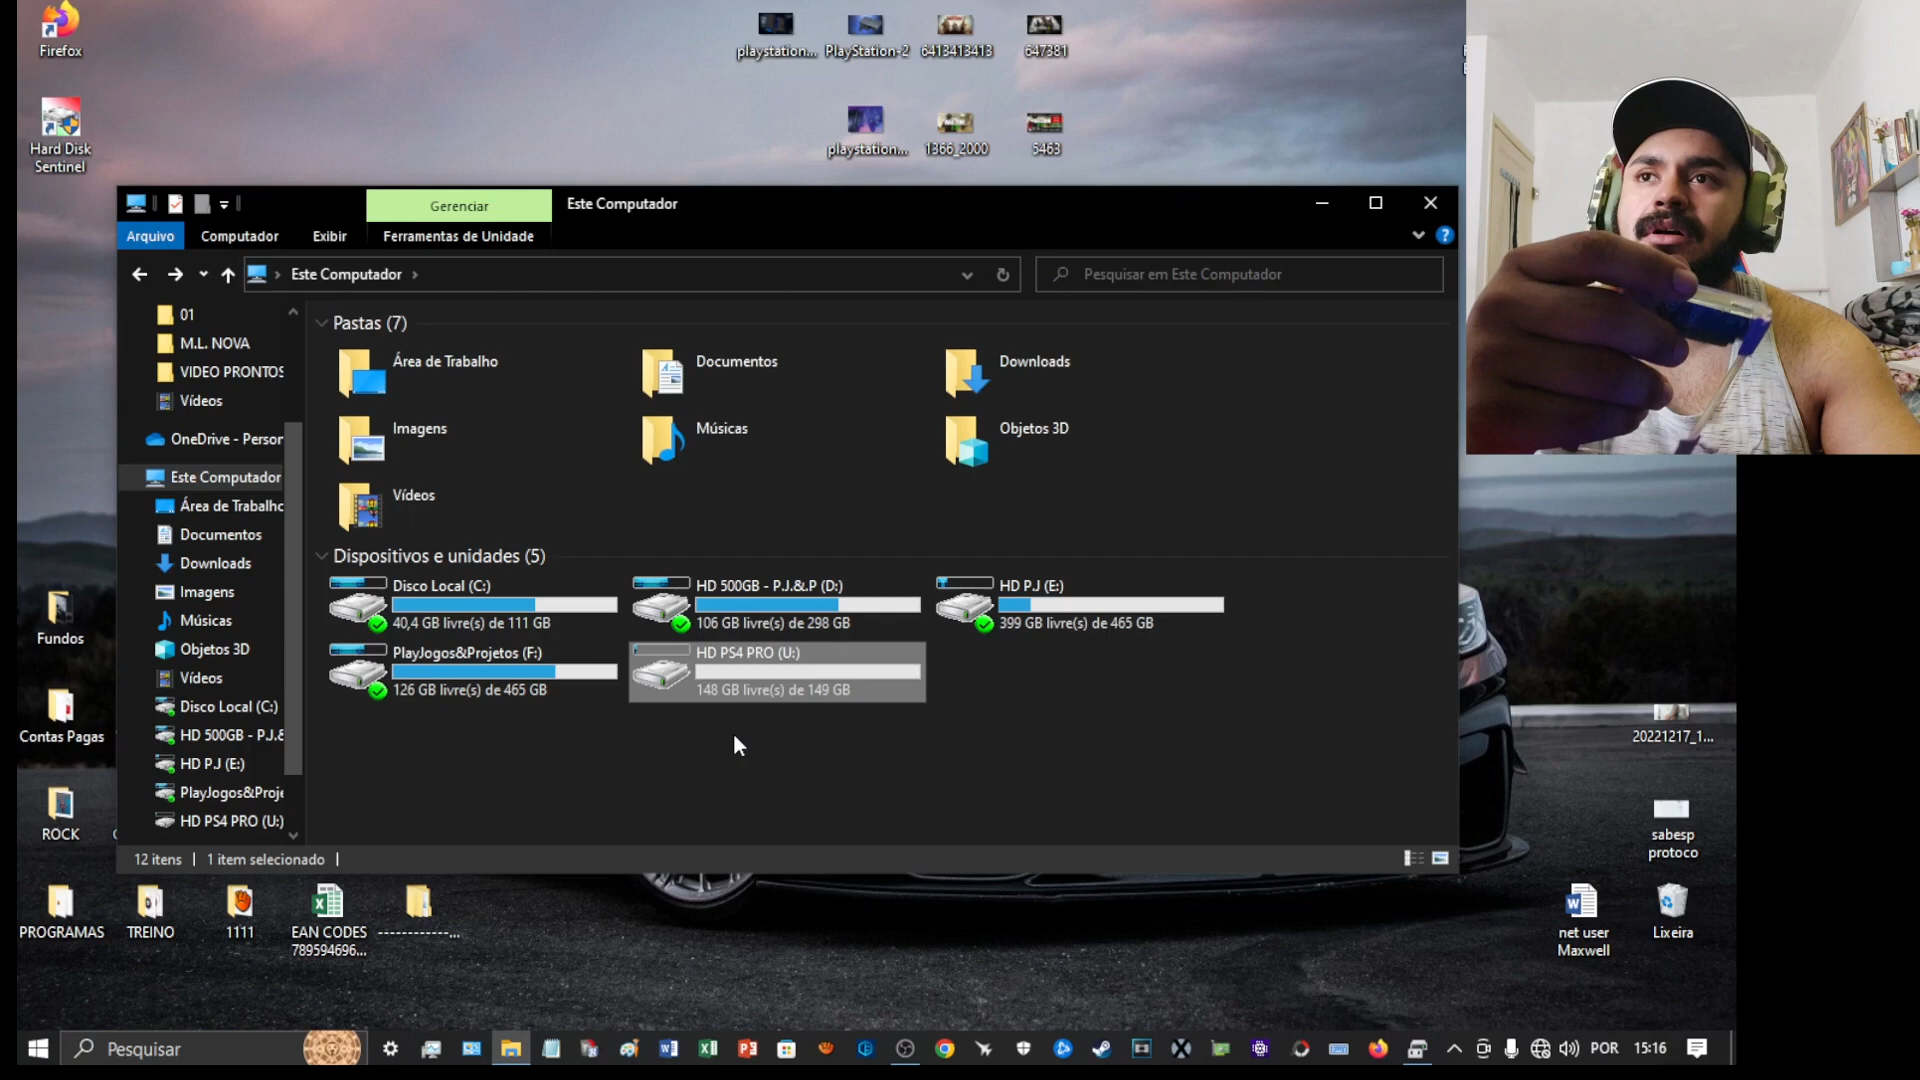 Firefox
Hard Disk
Sentinel
playstation...
PlayStation-2
6413413413
647381
playstation...
1366_2000
5463
Gerenciar
Este Computador
Arquivo
Computador
Exibir
Ferramentas de Unidade
Este Computador
Pesquisar em Este Computador
01
M.L. NOVA
VIDEO PRONTOS
Vídeos
OneDrive - Person
Este Computador
Área de Trabalho
Documentos
Downloads
Imagens
Músicas
Objetos 3D
Vídeos
Disco Local (C:)
HD 500GB - P.J.&
HD P.J (E:)
PlayJogos&Proje
HD PS4 PRO (U:)
Pastas (7)
Área de Trabalho
Documentos
Downloads
Imagens
Músicas
Objetos 3D
Vídeos
Dispositivos e unidades (5)
Disco Local (C:)
40,4 GB livre(s) de 111 GB
HD 500GB - P.J.&.P (D:)
106 GB livre(s) de 298 GB
HD P.J (E:)
399 GB livre(s) de 465 GB
PlayJogos&Projetos (F:)
126 GB livre(s) de 465 GB
HD PS4 PRO (U:)
148 GB livre(s) de 149 GB
12 itens
1 item selecionado
Fundos
Contas Pagas
ROCK
PROGRAMAS
TREINO
1111
EAN CODES
789594696...
------------...
20221217_1...
sabesp
protoco
net user
Maxwell
Lixeira
Pesquisar
POR
15:16